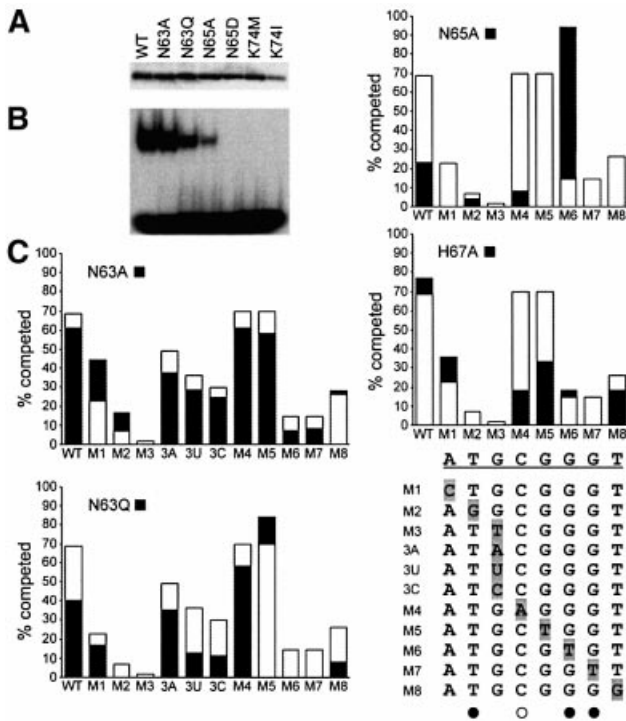 A
WT N63A N63Q N65A N65D K74M K74I
B
C
% competed
100
90
80
70
60
50
40
30
20
10
0
N63A
WT M1 M2 M3 3A 3U 3C M4 M5 M6 M7 M8
% competed
100
90
80
70
60
50
40
30
20
10
0
N63Q
WT M1 M2 M3 3A 3U 3C M4 M5 M6 M7 M8
% competed
100
90
80
70
60
50
40
30
20
10
0
N65A
WT M1 M2 M3 M4 M5 M6 M7 M8
% competed
100
90
80
70
60
50
40
30
20
10
0
H67A
WT M1 M2 M3 M4 M5 M6 M7 M8
A T G C G G G T
M1 C T G C G G G T
M2 A G G C G G G T
M3 A T T C G G G T
3A A T A C G G G T
3U A T U C G G G T
3C A T C C G G G T
M4 A T G A G G G T
M5 A T G C T G G T
M6 A T G C G T G T
M7 A T G C G G T T
M8 A T G C G G G G